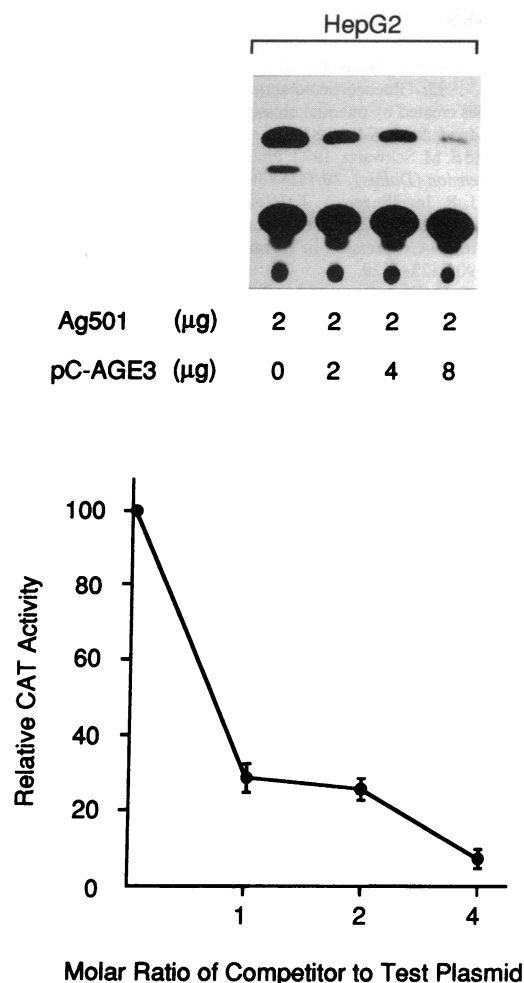 HepG2
Ag501 (μg) 2 2 2 2
pC-AGE3 (μg) 0 2 4 8
100
80
60
40
20
0
Relative CAT Activity
1 2 4
Molar Ratio of Competitor to Test Plasmid